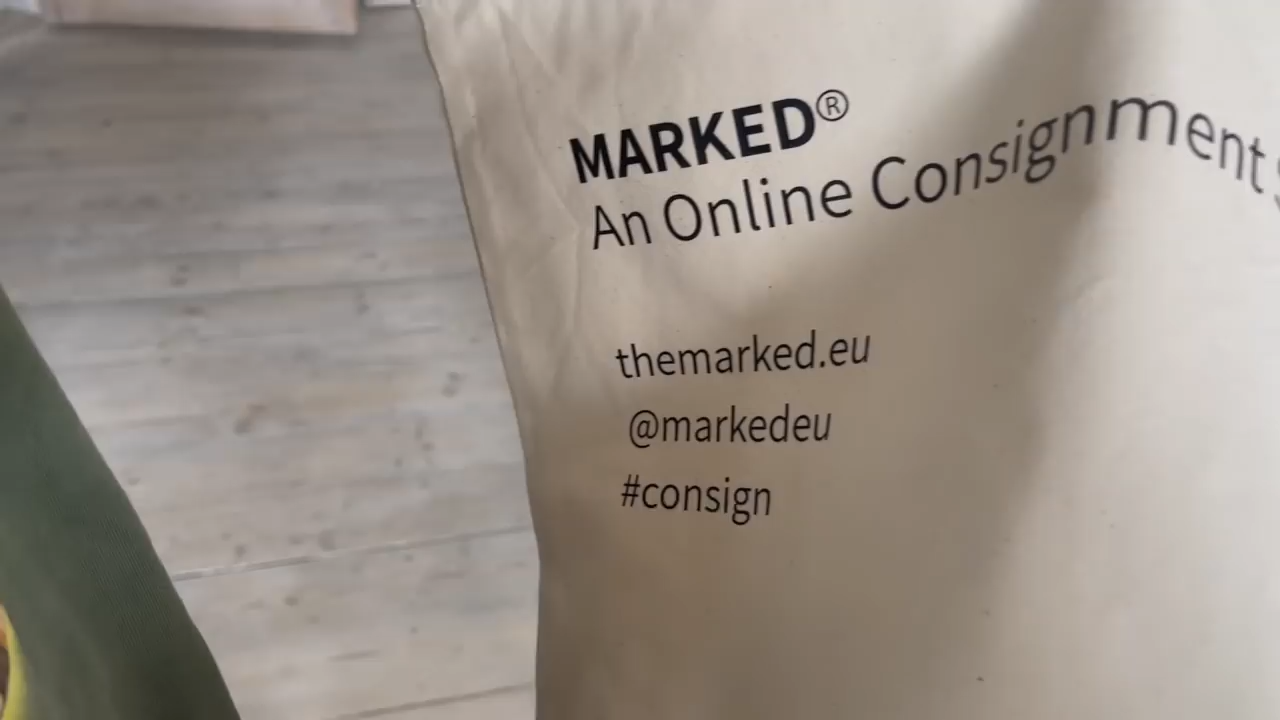 MARKED®
An Online Consignment
themarked.eu
@markedeu
#consign